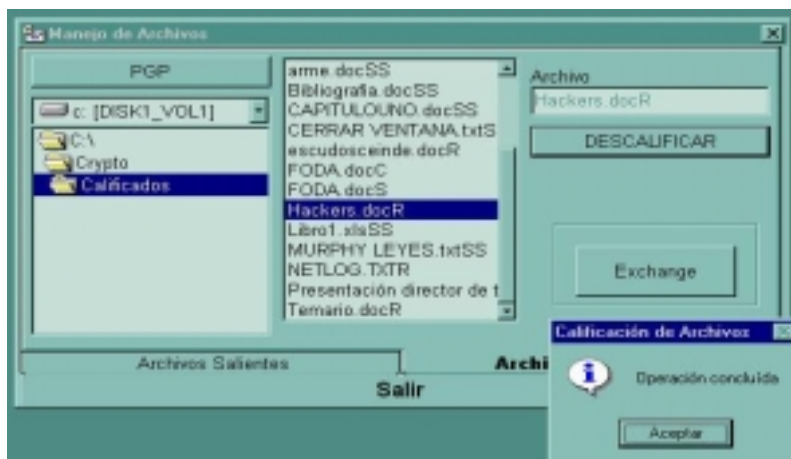 Manejo de Archivos
PGP
c: [DISK1_VOL1]
C:\
Crypto
Calificados
arme.docSS
Bibliografia.docSS
CAPITULOUNO.docSS
CERRAR VENTANA.txtS
escudosceinde.docR
FODA.docC
FODA.docS
Hackers.docR
Libro1.xlsSS
MURPHY LEYES.txtSS
NETLOG.TXTR
Presentación director de t
Temario.docR
Archivo
Hackers.docR
DESCALIFICAR
Exchange
Archivos Salientes
Archi
Salir
Calificación de Archivos
Operación concluída
Aceptar